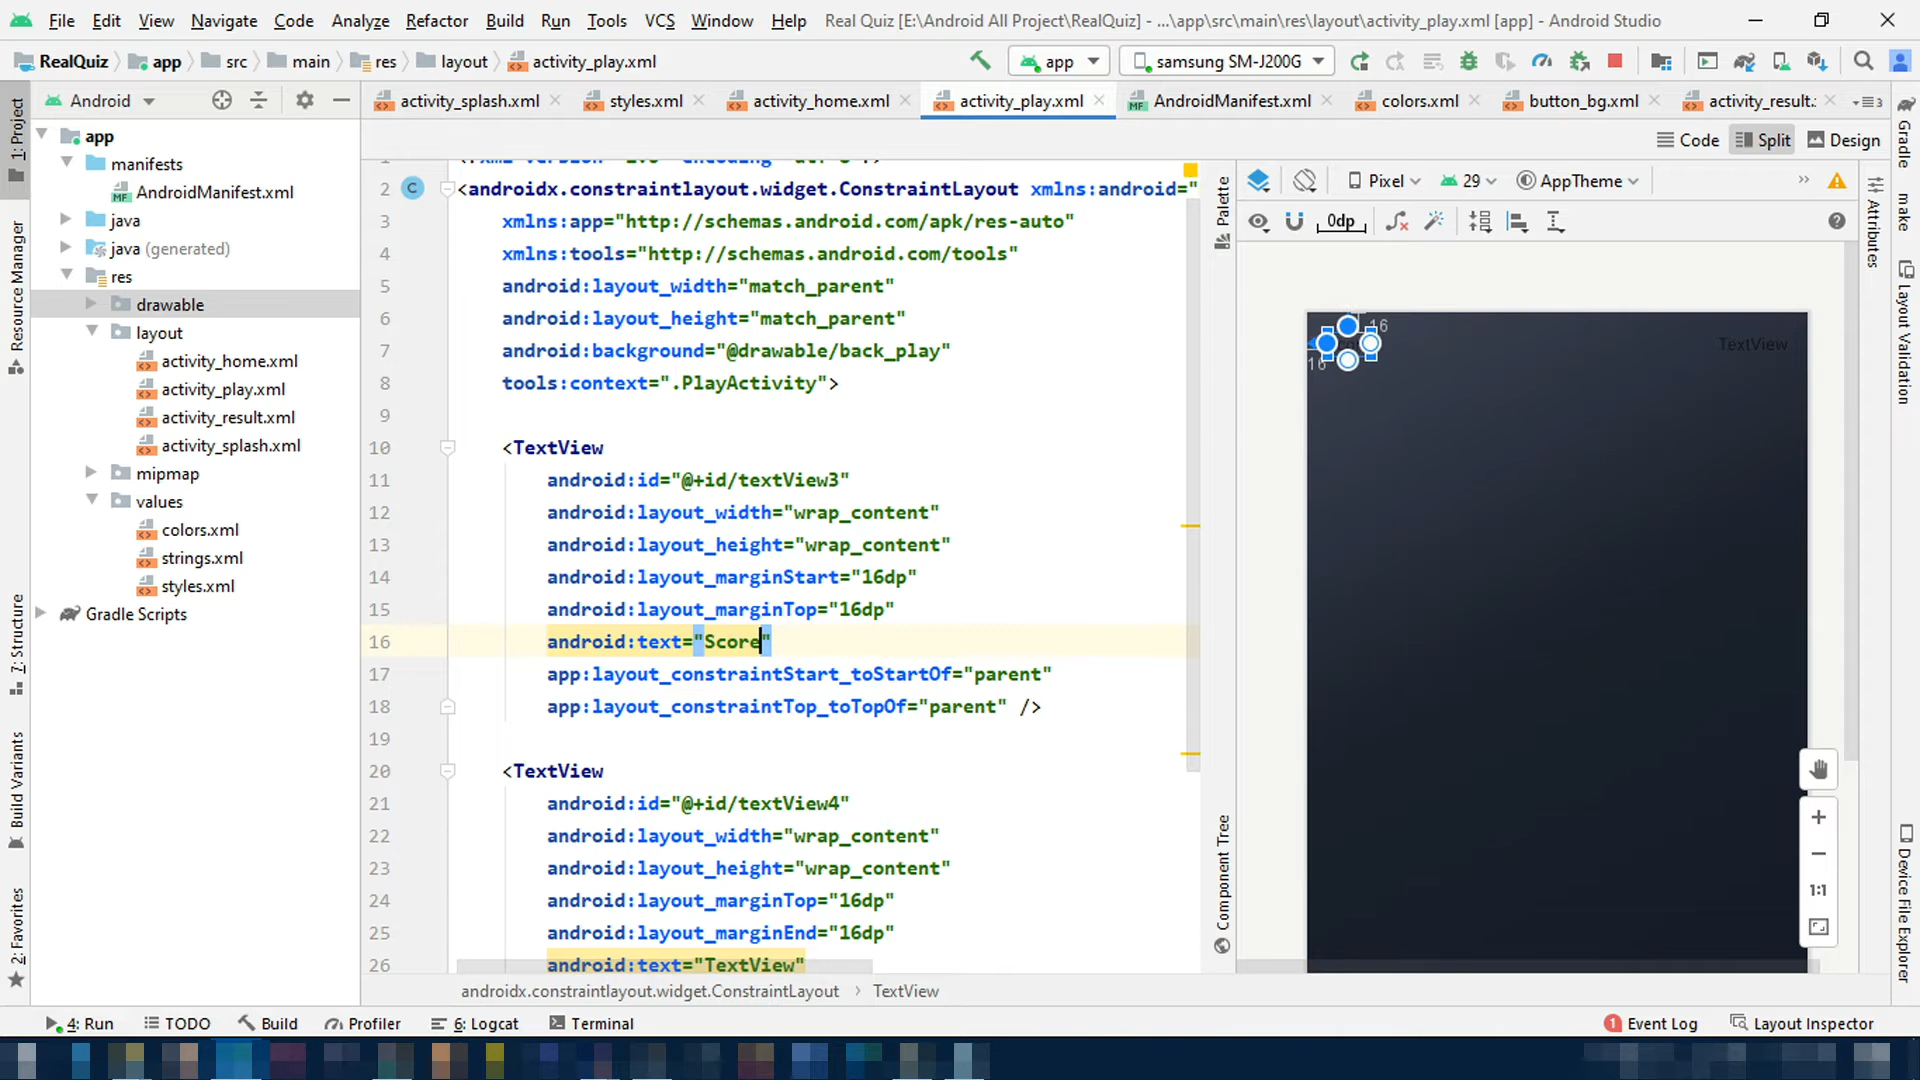 File Edit View Navigate Code Analyze Refactor Build Run Tools VCS Window Help Real Quiz [E:\Android All Project\RealQuiz] - ...\app\src\main\res\layout\activity_play.xml [app] - Android Studio
RealQuiz app src main res layout activity_play.xml app samsung SM-J200G
Android activity_splash.xml styles.xml activity_home.xml activity_play.xml AndroidManifest.xml colors.xml button_bg.xml activity_result. 3
Code Split Design
1: Project
Resource Manager
7: Structure
Build Variants
2: Favorites
app
manifests
AndroidManifest.xml
java
java (generated)
res
drawable
layout
activity_home.xml
activity_play.xml
activity_result.xml
activity_splash.xml
mipmap
values
colors.xml
strings.xml
styles.xml
Gradle Scripts
2 C <androidx.constraintlayout.widget.ConstraintLayout xmlns:android="
3 xmlns:app="http://schemas.android.com/apk/res-auto"
4 xmlns:tools="http://schemas.android.com/tools"
5 android:layout_width="match_parent"
6 android:layout_height="match_parent"
7 android:background="@drawable/back_play"
8 tools:context=".PlayActivity">
9
10 <TextView
11 android:id="@+id/textView3"
12 android:layout_width="wrap_content"
13 android:layout_height="wrap_content"
14 android:layout_marginStart="16dp"
15 android:layout_marginTop="16dp"
16 android:text="Score"
17 app:layout_constraintStart_toStartOf="parent"
18 app:layout_constraintTop_toTopOf="parent" />
19
20 <TextView
21 android:id="@+id/textView4"
22 android:layout_width="wrap_content"
23 android:layout_height="wrap_content"
24 android:layout_marginTop="16dp"
25 android:layout_marginEnd="16dp"
26 android:text="TextView"
androidx.constraintlayout.widget.ConstraintLayout TextView
Palette
Component Tree
Pixel 29 AppTheme
0dp
16
TextView
16
1:1
Attributes
Gradle
make
Layout Validation
Device File Explorer
4: Run TODO Build Profiler 6: Logcat Terminal 1 Event Log Layout Inspector